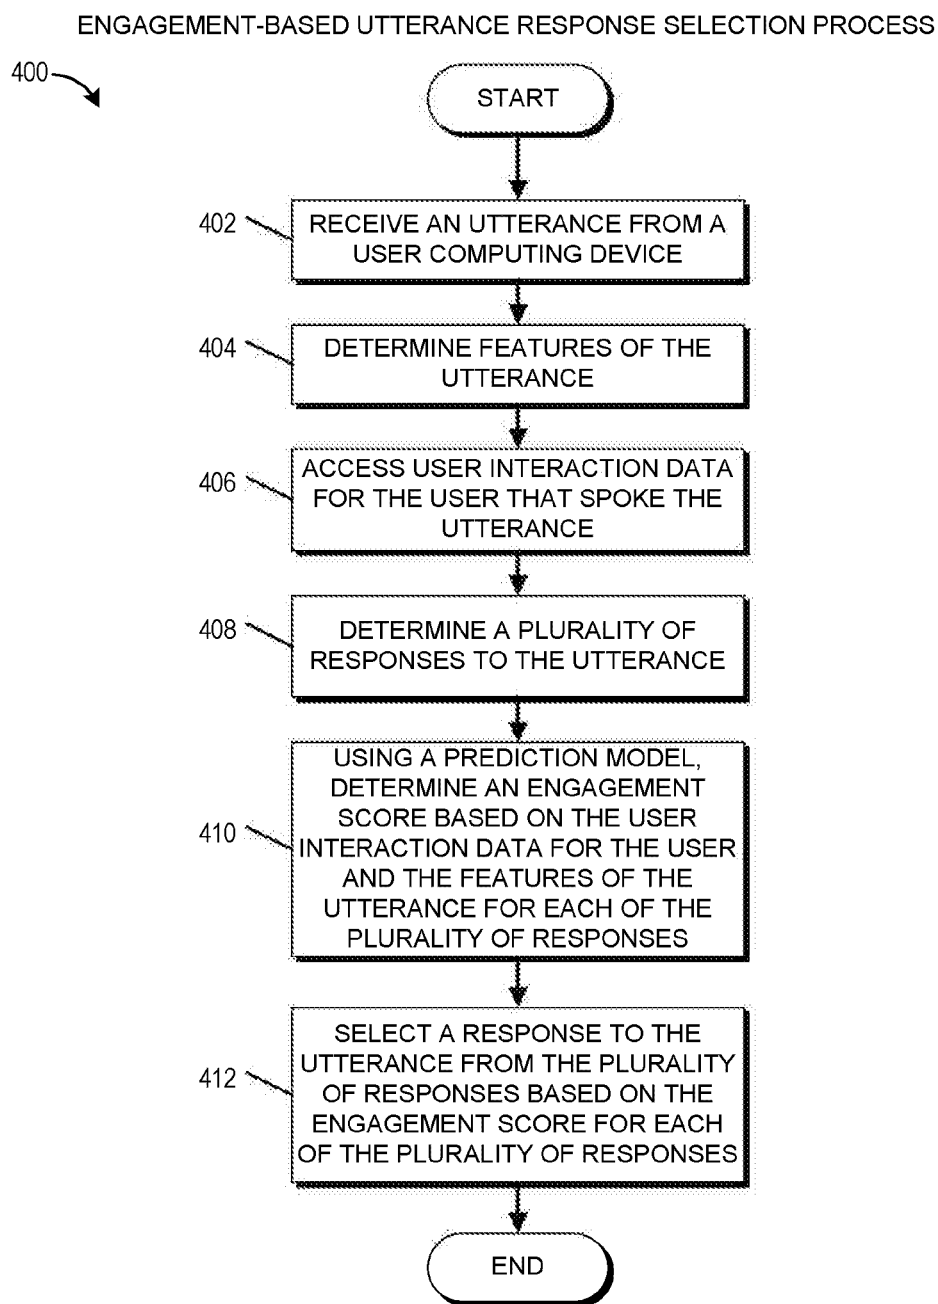 ENGAGEMENT-BASED UTTERANCE RESPONSE SELECTION PROCESS
400
START
402
RECEIVE AN UTTERANCE FROM A
USER COMPUTING DEVICE
404
DETERMINE FEATURES OF THE
UTTERANCE
406
ACCESS USER INTERACTION DATA
FOR THE USER THAT SPOKE THE
UTTERANCE
408
DETERMINE A PLURALITY OF
RESPONSES TO THE UTTERANCE
410
USING A PREDICTION MODEL,
DETERMINE AN ENGAGEMENT
SCORE BASED ON THE USER
INTERACTION DATA FOR THE USER
AND THE FEATURES OF THE
UTTERANCE FOR EACH OF THE
PLURALITY OF RESPONSES
412
SELECT A RESPONSE TO THE
UTTERANCE FROM THE PLURALITY
OF RESPONSES BASED ON THE
ENGAGEMENT SCORE FOR EACH
OF THE PLURALITY OF RESPONSES
END